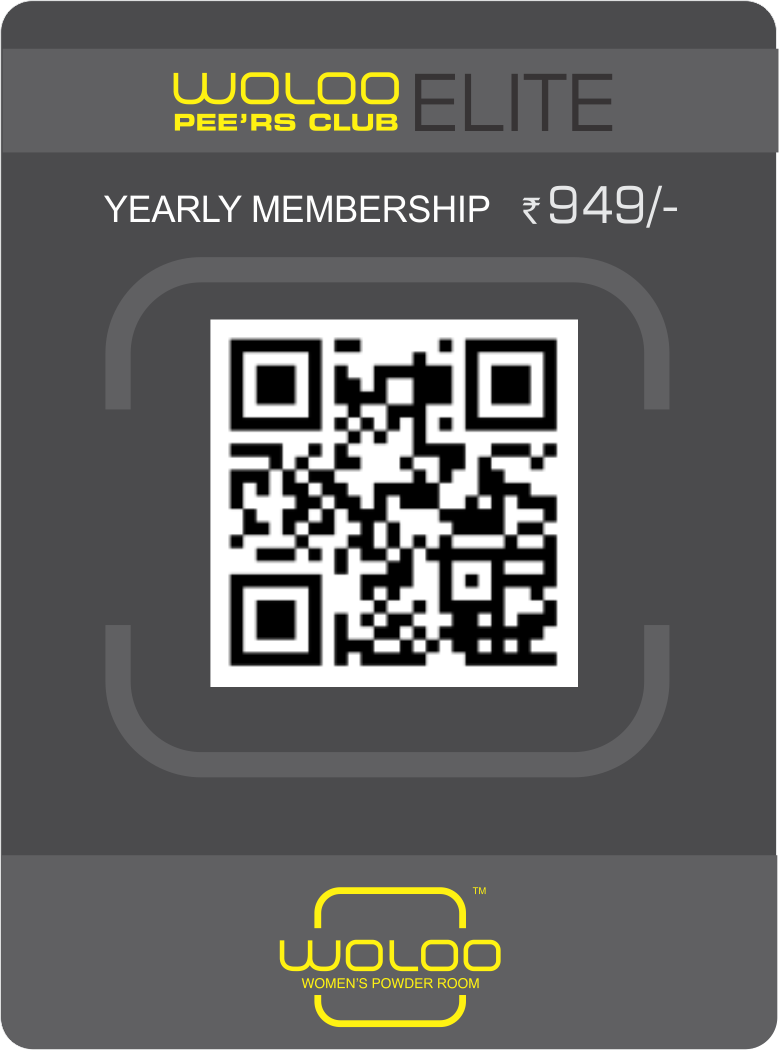 WOLOO ELITE
PEE'RS CLUB
YEARLY MEMBERSHIP ₹949/-
TM
WOLOO
WOMEN'S POWDER ROOM